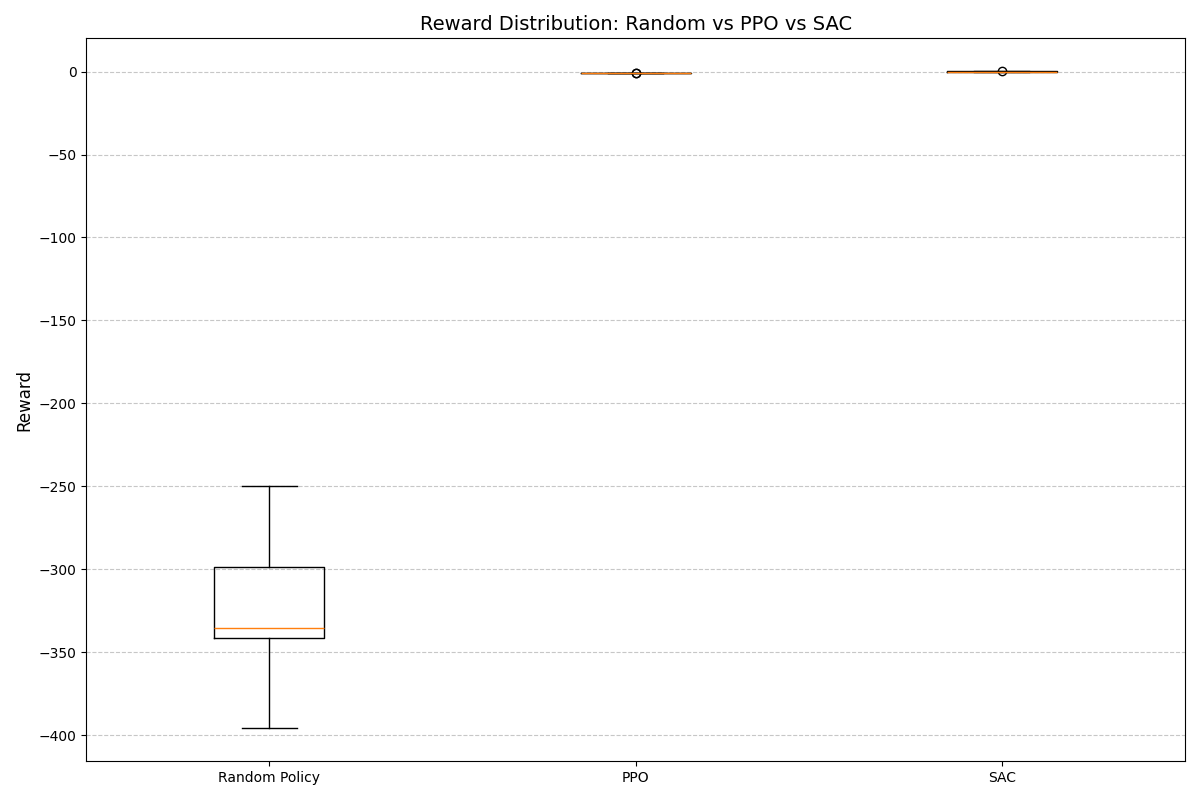 Reward Distribution: Random vs PPO vs SAC
Reward
0
−50
−100
−150
−200
−250
−300
−350
−400
Random Policy
PPO
SAC